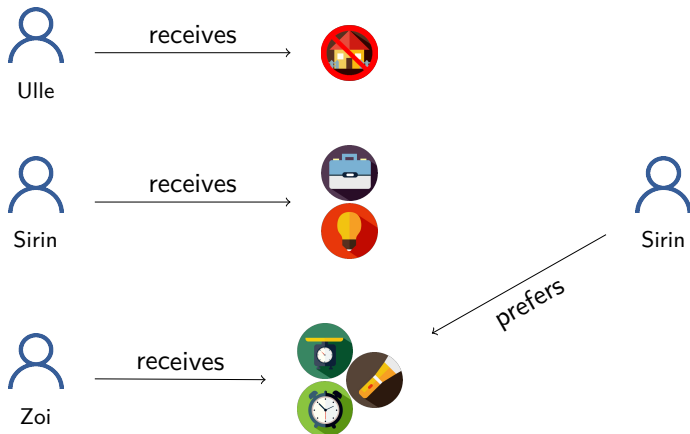 receives
Ulle
receives
Sirin
Sirin
prefers
receives
Zoi